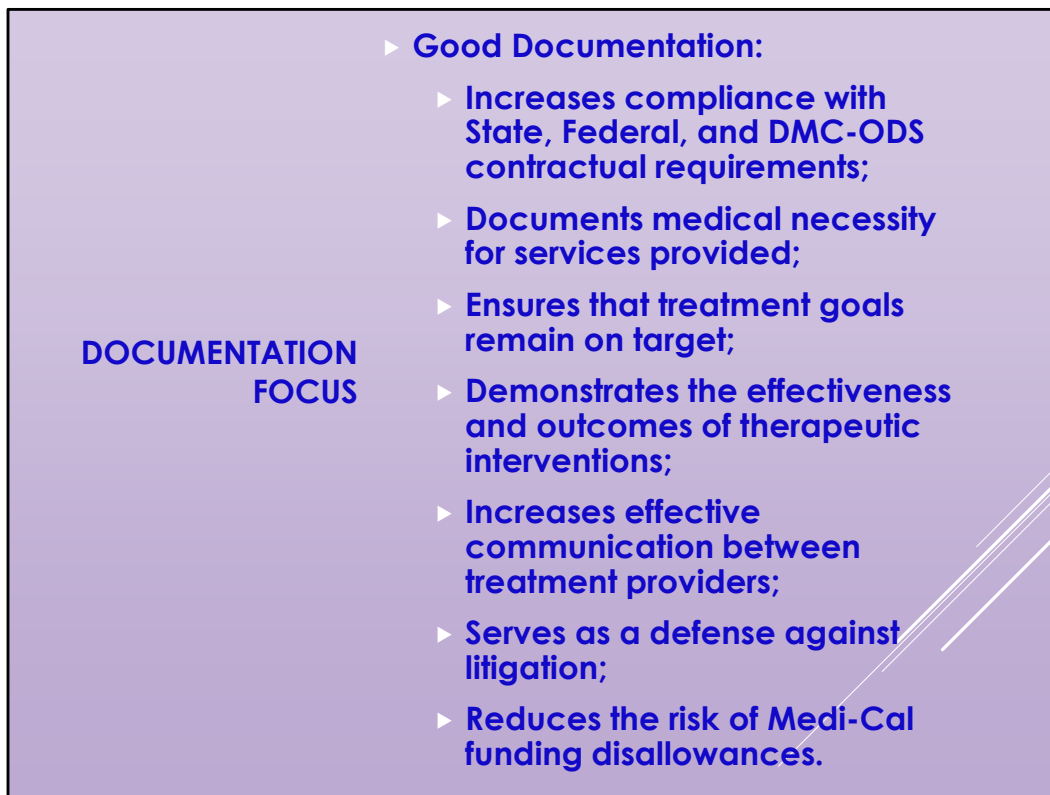 DOCUMENTATION
FOCUS
Good Documentation:
Increases compliance with
State, Federal, and DMC-ODS
contractual requirements;
Documents medical necessity
for services provided;
Ensures that treatment goals
remain on target;
Demonstrates the effectiveness
and outcomes of therapeutic
interventions;
Increases effective
communication between
treatment providers;
Serves as a defense against
litigation;
Reduces the risk of Medi-Cal
funding disallowances.